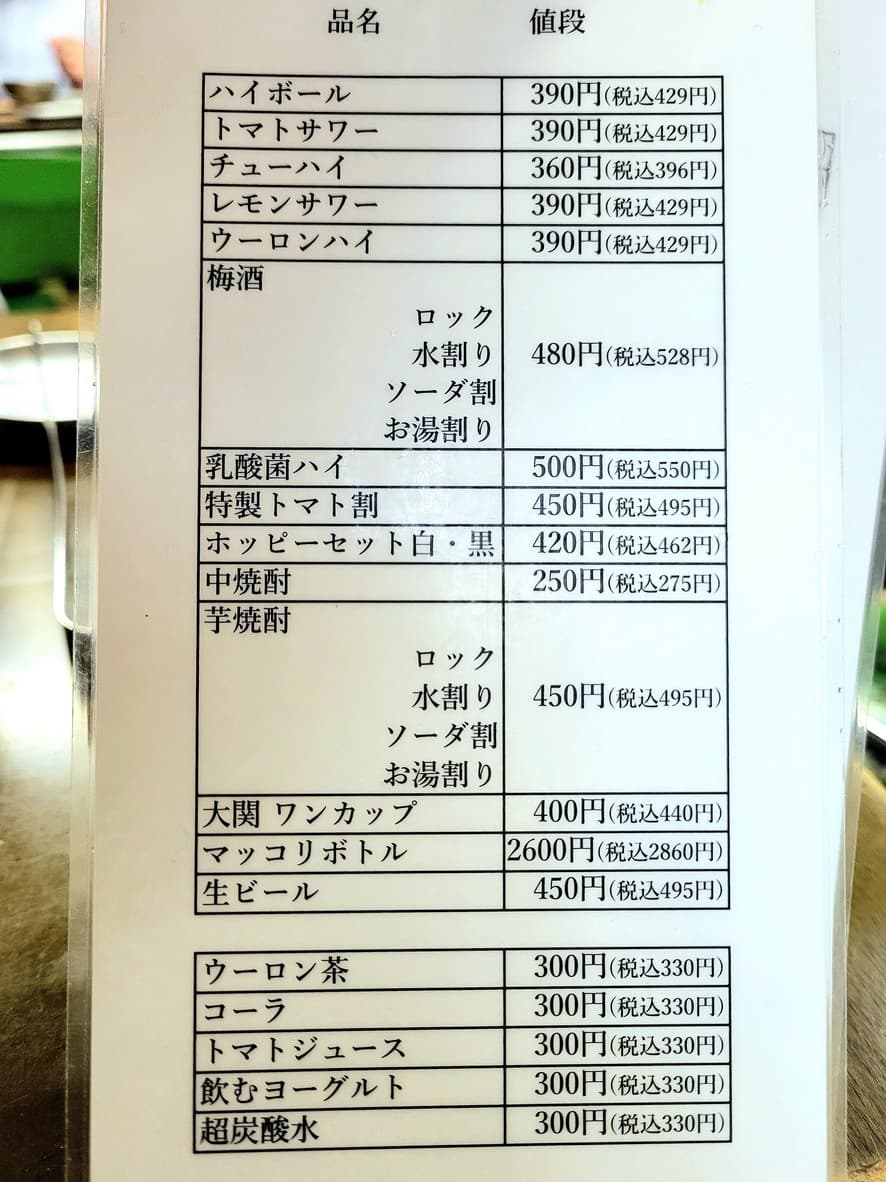 品名 値段
ハイボール 390円(税込429円)
トマトサワー 390円(税込429円)
チューハイ 360円(税込396円)
レモンサワー 390円(税込429円)
ウーロンハイ 390円(税込429円)
梅酒
ロック
水割り 480円(税込528円)
ソーダ割
お湯割り
乳酸菌ハイ 500円(税込550円)
特製トマト割 450円(税込495円)
ホッピーセット白・黒 420円(税込462円)
中焼酎 250円(税込275円)
芋焼酎
ロック
水割り 450円(税込495円)
ソーダ割
お湯割り
大関 ワンカップ 400円(税込440円)
マッコリボトル 2600円(税込2860円)
生ビール 450円(税込495円)
ウーロン茶 300円(税込330円)
コーラ 300円(税込330円)
トマトジュース 300円(税込330円)
飲むヨーグルト 300円(税込330円)
超炭酸水 300円(税込330円)